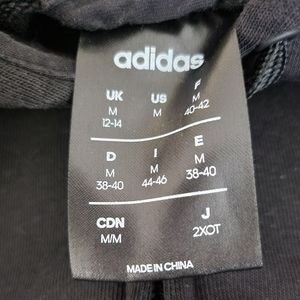 adidas
UK US F
M M M
12-14 40-42
D I E
M M M
38-40 44-46 38-40
CDN J
M/M 2XOT
MADE IN CHINA